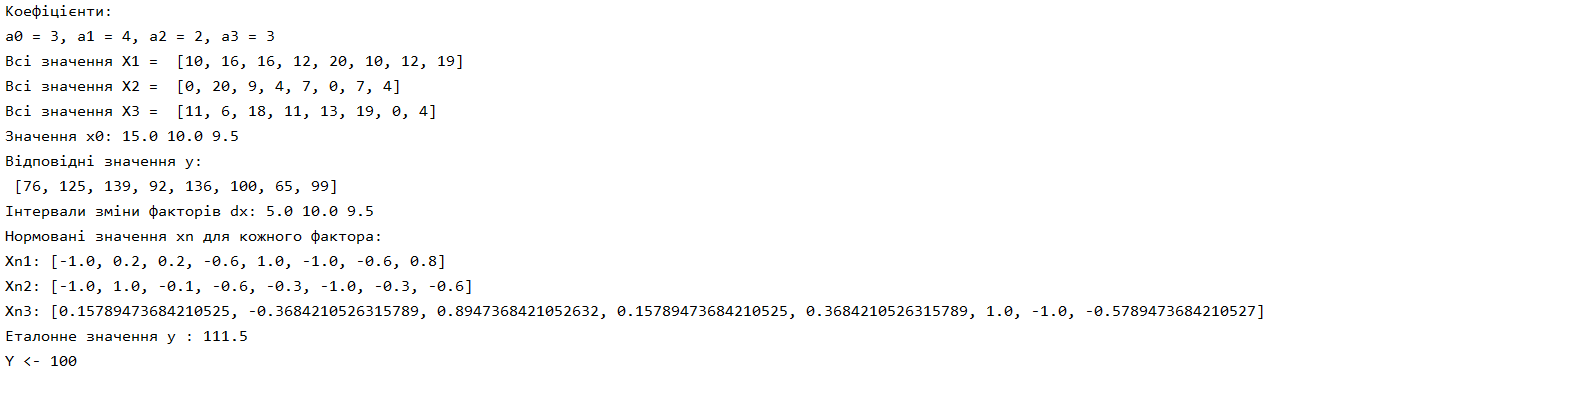 Коефіцієнти:
a0 = 3, a1 = 4, a2 = 2, a3 = 3
Всі значення X1 =  [10, 16, 16, 12, 20, 10, 12, 19]
Всі значення X2 =  [0, 20, 9, 4, 7, 0, 7, 4]
Всі значення X3 =  [11, 6, 18, 11, 13, 19, 0, 4]
Значення x0: 15.0 10.0 9.5
Відповідні значення y:
 [76, 125, 139, 92, 136, 100, 65, 99]
Інтервали зміни факторів dx: 5.0 10.0 9.5
Нормовані значення xn для кожного фактора:
Xn1: [-1.0, 0.2, 0.2, -0.6, 1.0, -1.0, -0.6, 0.8]
Xn2: [-1.0, 1.0, -0.1, -0.6, -0.3, -1.0, -0.3, -0.6]
Xn3: [0.15789473684210525, -0.3684210526315789, 0.8947368421052632, 0.15789473684210525, 0.3684210526315789, 1.0, -1.0, -0.5789473684210527]
Еталонне значення y : 111.5
Y <- 100